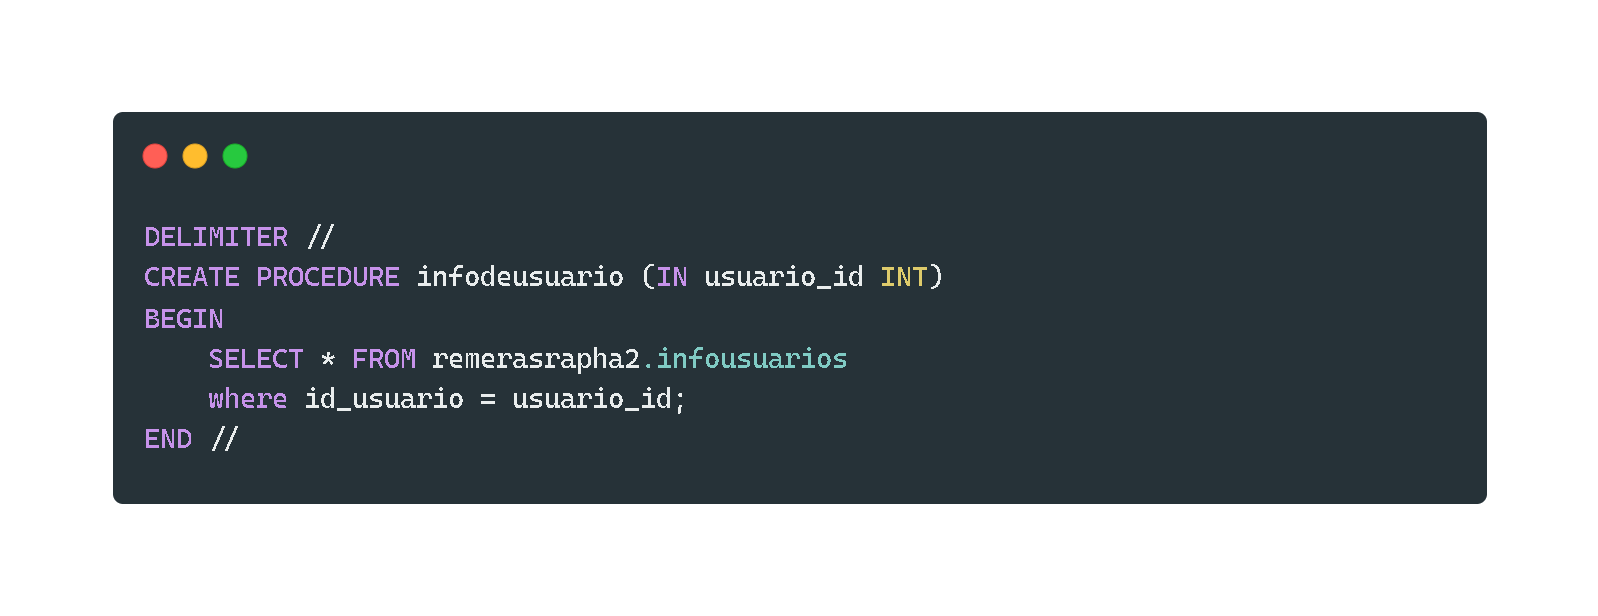 DELIMITER //
CREATE PROCEDURE infodeusuario (IN usuario_id INT)
BEGIN
    SELECT * FROM remerasrapha2.infousuarios
    where id_usuario = usuario_id;
END //